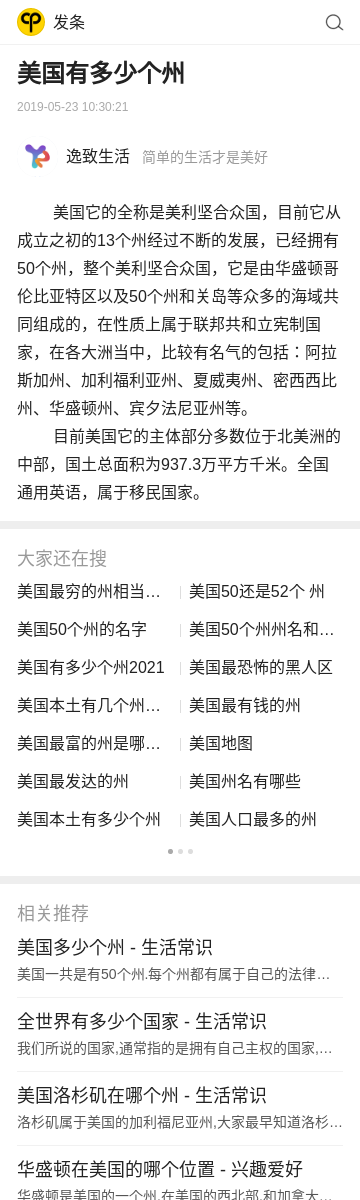 发条
美国有多少个州
2019-05-23 10:30:21
逸致生活 简单的生活才是美好
美国它的全称是美利坚合众国，目前它从
成立之初的13个州经过不断的发展，已经拥有
50个州，整个美利坚合众国，它是由华盛顿哥
伦比亚特区以及50个州和关岛等众多的海域共
同组成的，在性质上属于联邦共和立宪制国
家，在各大洲当中，比较有名气的包括：阿拉
斯加州、加利福利亚州、夏威夷州、密西西比
州、华盛顿州、宾夕法尼亚州等。
目前美国它的主体部分多数位于北美洲的
中部，国土总面积为937.3万平方千米。全国
通用英语，属于移民国家。
大家还在搜
美国最穷的州相当… 美国50还是52个 州
美国50个州的名字 美国50个州州名和…
美国有多少个州2021 美国最恐怖的黑人区
美国本土有几个州… 美国最有钱的州
美国最富的州是哪… 美国地图
美国最发达的州 美国州名有哪些
美国本土有多少个州 美国人口最多的州
相关推荐
美国多少个州 - 生活常识
美国一共是有50个州.每个州都有属于自己的法律…
全世界有多少个国家 - 生活常识
我们所说的国家,通常指的是拥有自己主权的国家,…
美国洛杉矶在哪个州 - 生活常识
洛杉矶属于美国的加利福尼亚州,大家最早知道洛杉…
华盛顿在美国的哪个位置 - 兴趣爱好
华盛顿是美国的一个州,在美国的西北部,和加拿大…